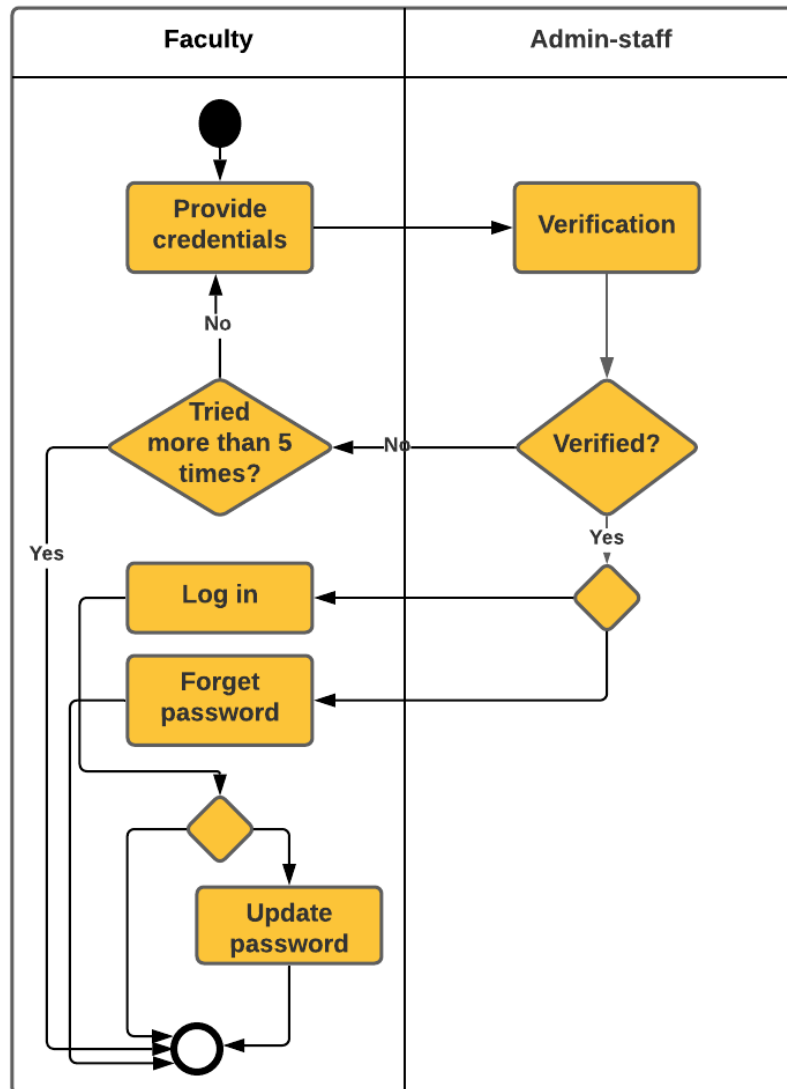 Faculty
Admin-staff
Provide
credentials
Verification
No
Tried
more than 5
times?
No
Verified?
Yes
Yes
Log in
Forget
password
Update
password